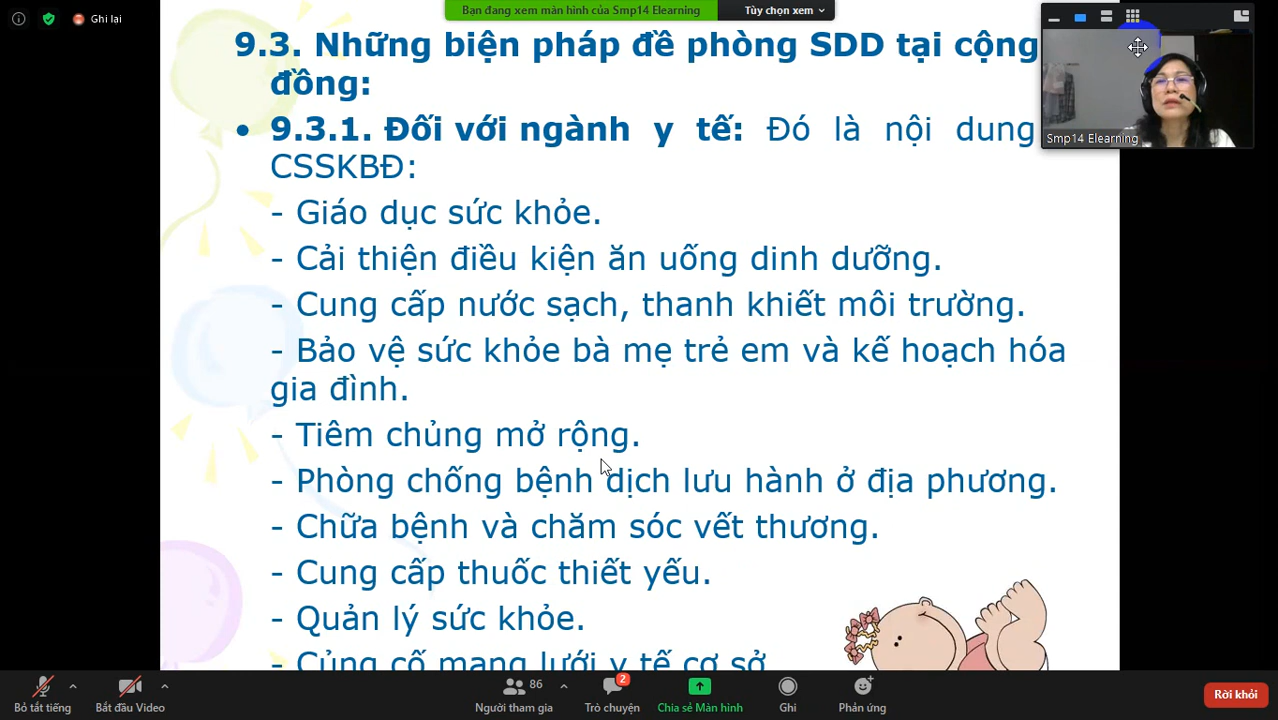 Ghi lại
Bạn đang xem màn hình của Smp14 Elearning
Tùy chọn xem
9.3. Những biện pháp đề phòng SDD tại cộng
đồng:
• 9.3.1. Đối với ngành y tế: Đó là nội dung
CSSKBĐ:
- Giáo dục sức khỏe.
- Cải thiện điều kiện ăn uống dinh dưỡng.
- Cung cấp nước sạch, thanh khiết môi trường.
- Bảo vệ sức khỏe bà mẹ trẻ em và kế hoạch hóa
gia đình.
- Tiêm chủng mở rộng.
- Phòng chống bệnh dịch lưu hành ở địa phương.
- Chữa bệnh và chăm sóc vết thương.
- Cung cấp thuốc thiết yếu.
- Quản lý sức khỏe.
- Củng cố mạng lưới y tế cơ sở
Smp14 Elearning
Bỏ tắt tiếng
Bắt đầu Video
86
Người tham gia
2
Trò chuyện
Chia sẻ Màn hình
Ghi
Phản ứng
Rời khỏi